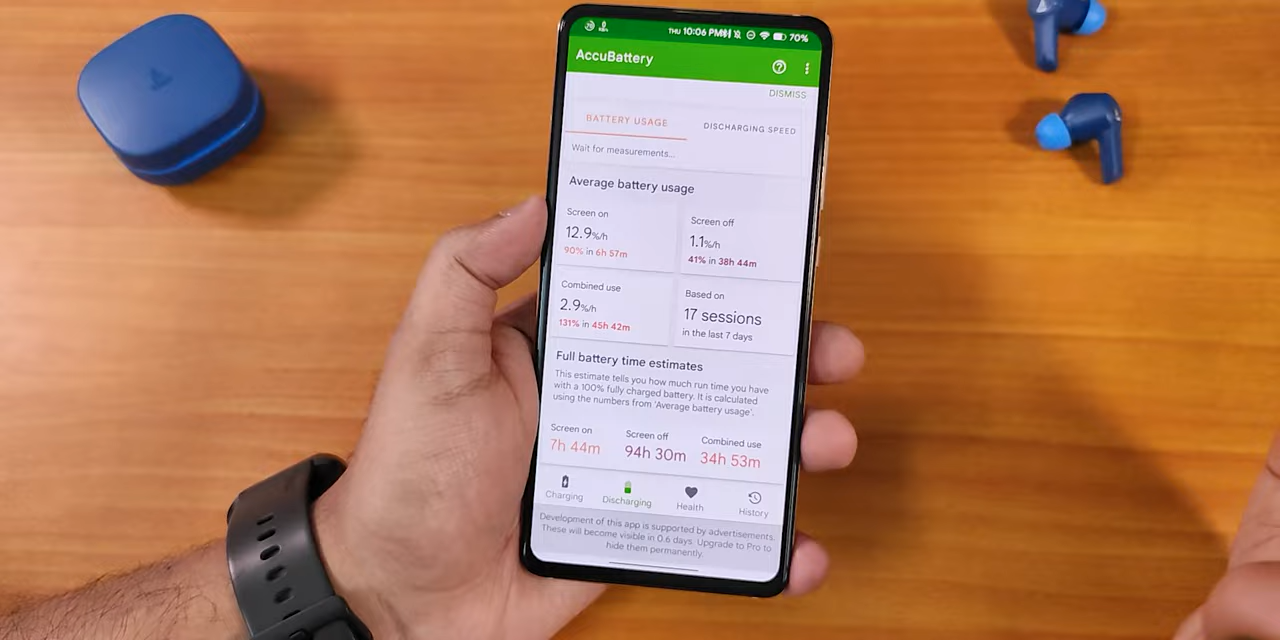 THU 10:06 PM 70%
AccuBattery
DISMISS
BATTERY USAGE DISCHARGING SPEED
Wait for measurements...
Average battery usage
Screen on Screen off
12.9%/h 1.1%/h
90% in 6h 57m 41% in 38h 44m
Combined use Based on
2.9%/h 17 sessions
131% in 45h 42m in the last 7 days
Full battery time estimates
This estimate tells you how much run time you have
with a 100% fully charged battery. It is calculated
using the numbers from 'Average battery usage'.
Screen on Screen off Combined use
7h 44m 94h 30m 34h 53m
Charging Discharging Health History
Development of this app is supported by advertisements.
These will become visible in 0.6 days. Upgrade to Pro to
hide them permanently.